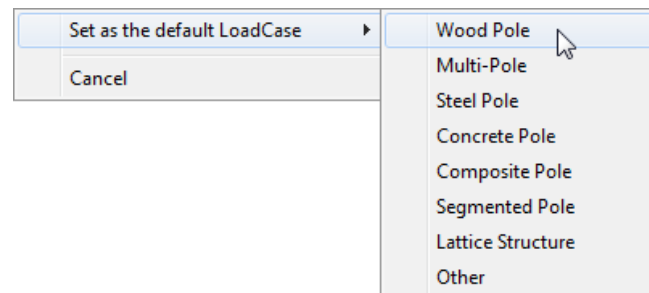 Set as the default LoadCase
Cancel
Wood Pole
Multi-Pole
Steel Pole
Concrete Pole
Composite Pole
Segmented Pole
Lattice Structure
Other